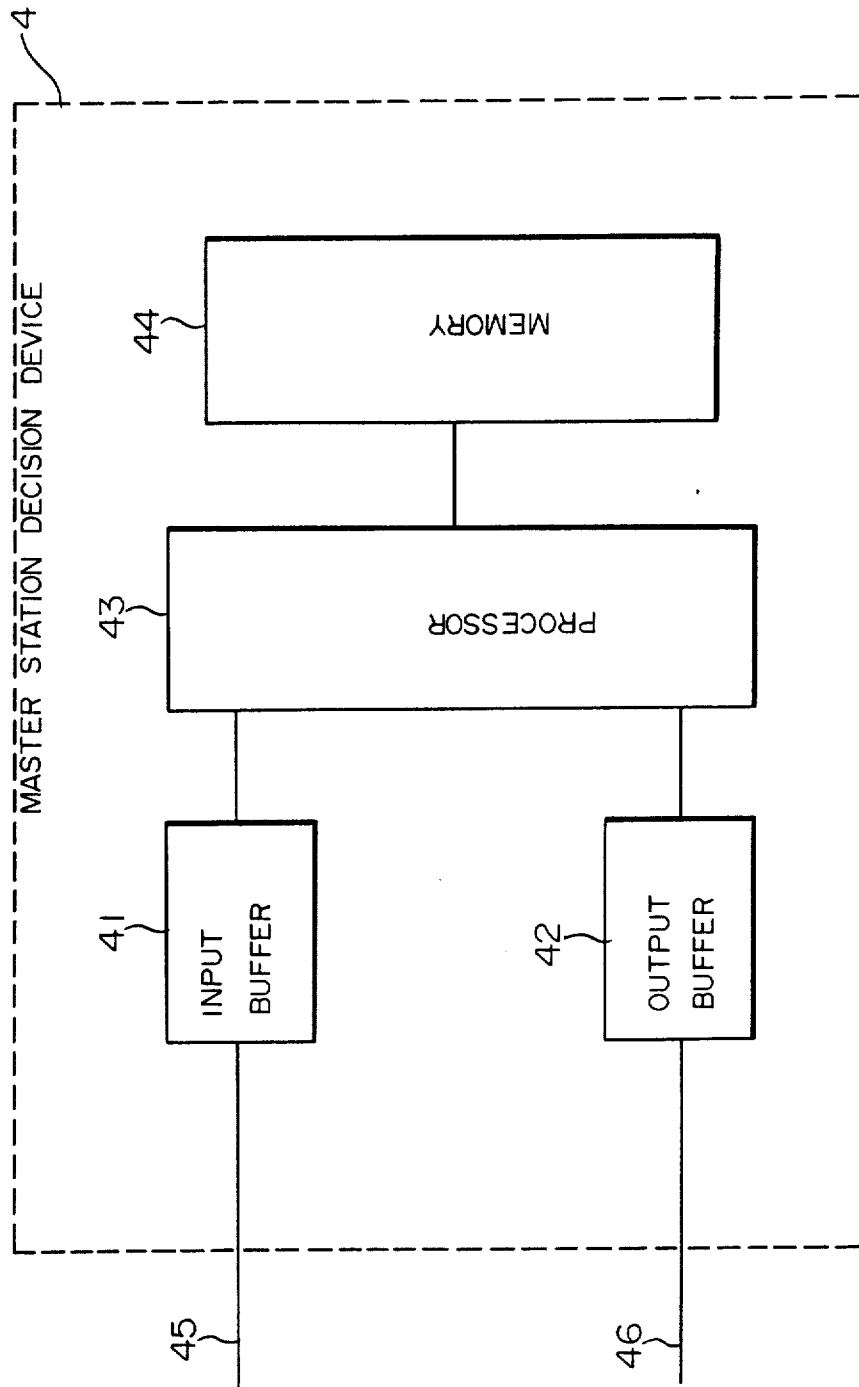 4
MASTER STATION DECISION DEVICE
41
INPUT
BUFFER
43
PROCESSOR
44
MEMORY
42
OUTPUT
BUFFER
45
46